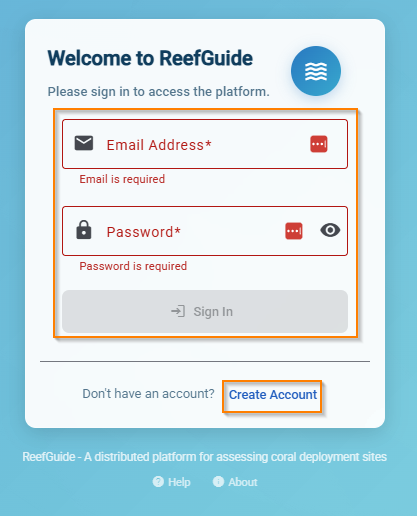 Welcome to ReefGuide
Please sign in to access the platform.
Email Address*
Email is required
Password*
Password is required
Sign In
Don't have an account? Create Account
ReefGuide - A distributed platform for assessing coral deployment sites
Help About